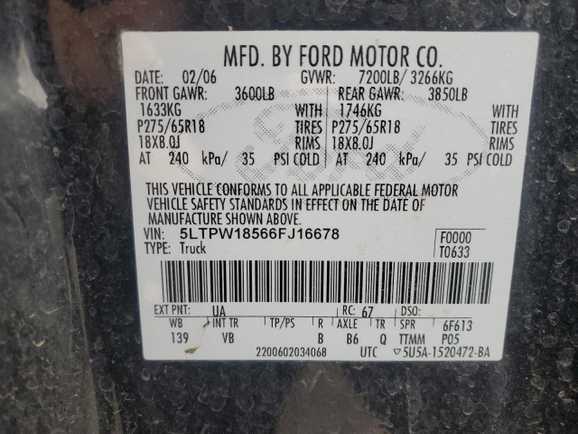 MFD. BY FORD MOTOR CO.
DATE: 02/06 GVWR: 7200LB/ 3266KG
FRONT GAWR: 3600LB REAR GAWR: 3850LB
1633KG WITH 1746KG WITH
P275/65R18 TIRES P275/65R18 TIRES
18X8.0J RIMS 18X8.0J RIMS
AT 240 kPa/ 35 PSI COLD AT 240 kPa/ 35 PSI COLD
THIS VEHICLE CONFORMS TO ALL APPLICABLE FEDERAL MOTOR
VEHICLE SAFETY STANDARDS IN EFFECT ON THE DATE OF
MANUFACTURE SHOWN ABOVE.
VIN: 5LTPW18566FJ16678 F0000
TYPE: Truck T0633
EXT PNT: UA RC: 67 DSO:
WB INT TR TP/PS R AXLE TR SPR 6F613
139 VB B B6 Q TTMM P05
2200602034068 UTC ▽5U5A-1520472-BA